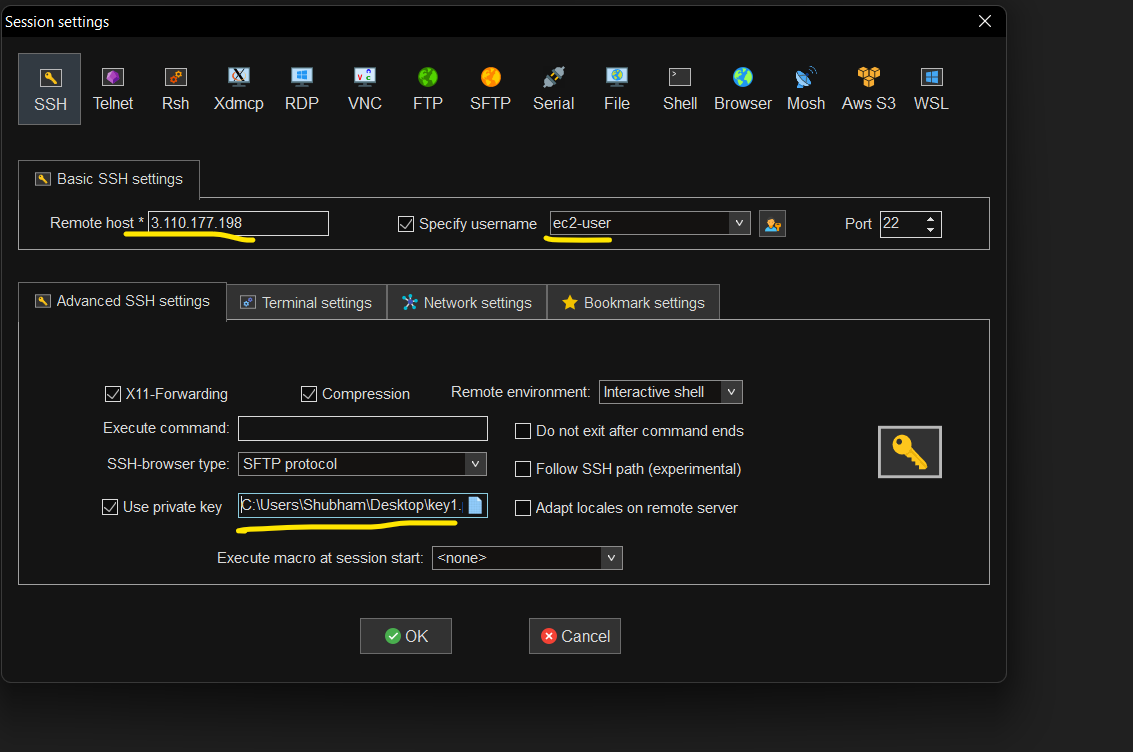 Session settings
SSH Telnet Rsh Xdmcp RDP VNC FTP SFTP Serial File Shell Browser Mosh Aws S3 WSL
Basic SSH settings
Remote host * 3.110.177.198 Specify username ec2-user Port 22
Advanced SSH settings Terminal settings Network settings Bookmark settings
X11-Forwarding Compression Remote environment: Interactive shell
Execute command: Do not exit after command ends
SSH-browser type: SFTP protocol Follow SSH path (experimental)
Use private key C:\Users\Shubham\Desktop\key1. Adapt locales on remote server
Execute macro at session start: <none>
OK Cancel